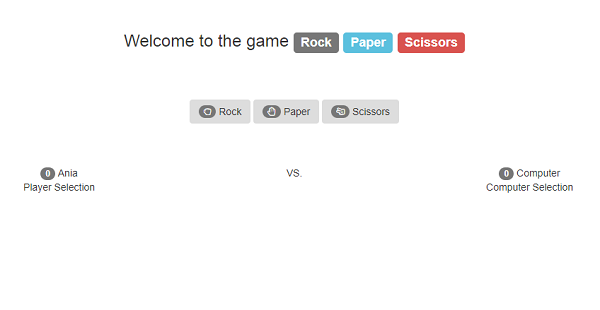 Welcome to the game Rock Paper Scissors
Rock Paper Scissors
0 Ania VS. 0 Computer
Player Selection Computer Selection